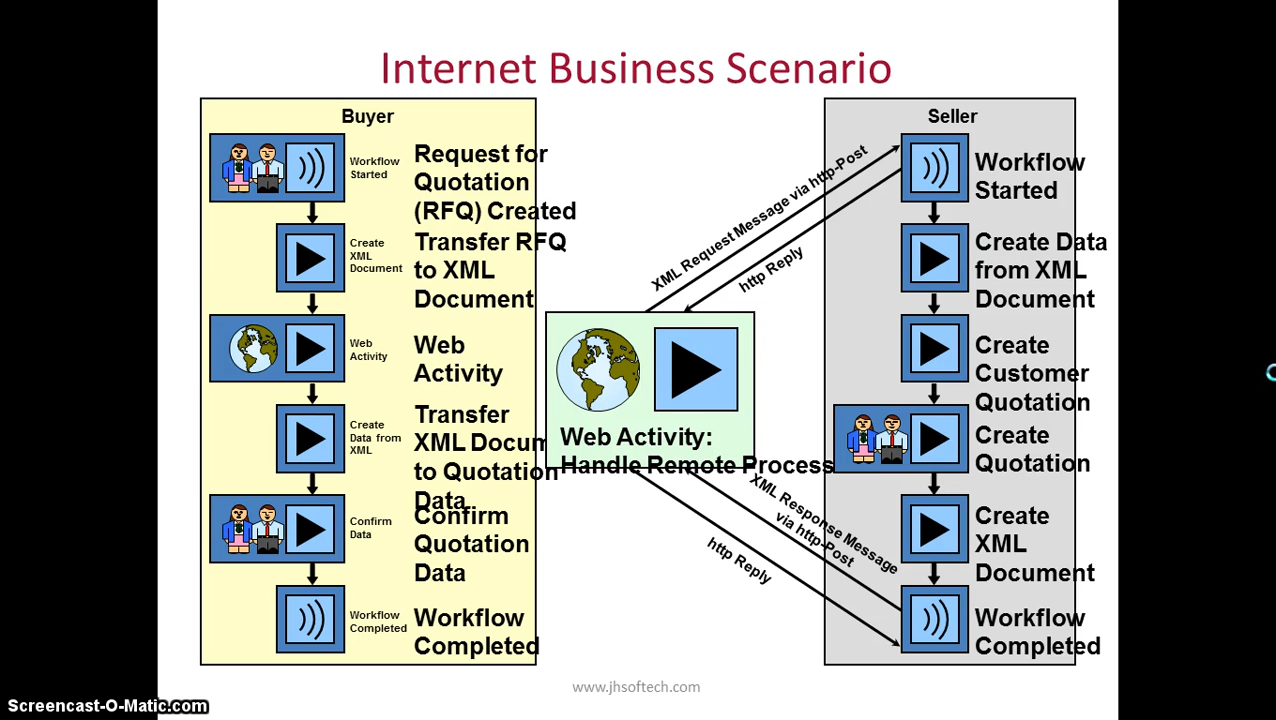 Internet Business Scenario
Buyer
Workflow
Started
Request for
Quotation
(RFQ) Created
Create
XML
Document
Transfer RFQ
to XML
Document
Web
Activity
Web
Activity
Create
Data from
XML
Transfer
XML Docum
to Quotation
Data
Confirm
Data
Confirm
Quotation
Data
Workflow
Completed
Workflow
Completed
XML Request Message via http-Post
http Reply
Web Activity:
Handle Remote Process
XML Response Message
via http-Post
http Reply
Seller
Workflow
Started
Create Data
from XML
Document
Create
Customer
Quotation
Create
Quotation
Create
XML
Document
Workflow
Completed
www.jhsoftech.com
Screencast-O-Matic.com